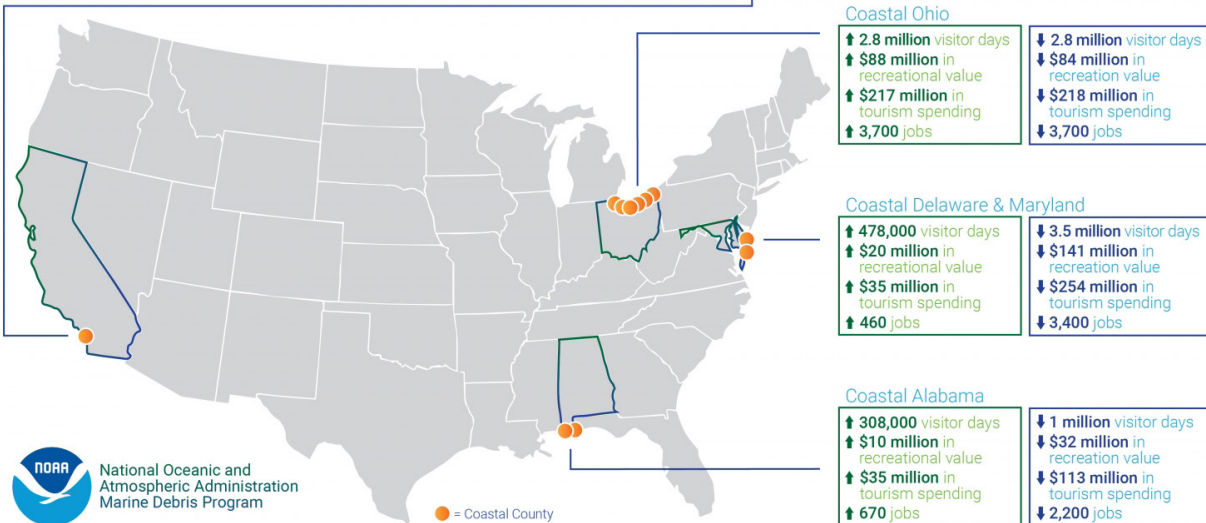 Coastal Ohio
↑ 2.8 million visitor days
↑ $88 million in
recreational value
↑ $217 million in
tourism spending
↑ 3,700 jobs
↓ 2.8 million visitor days
↓ $84 million in
recreation value
↓ $218 million in
tourism spending
↓ 3,700 jobs
Coastal Delaware & Maryland
↑ 478,000 visitor days
↑ $20 million in
recreational value
↑ $35 million in
tourism spending
↑ 460 jobs
↓ 3.5 million visitor days
↓ $141 million in
recreation value
↓ $254 million in
tourism spending
↓ 3,400 jobs
Coastal Alabama
↑ 308,000 visitor days
↑ $10 million in
recreational value
↑ $35 million in
tourism spending
↑ 670 jobs
↓ 1 million visitor days
↓ $32 million in
recreation value
↓ $113 million in
tourism spending
↓ 2,200 jobs
NOAA
National Oceanic and
Atmospheric Administration
Marine Debris Program
= Coastal County